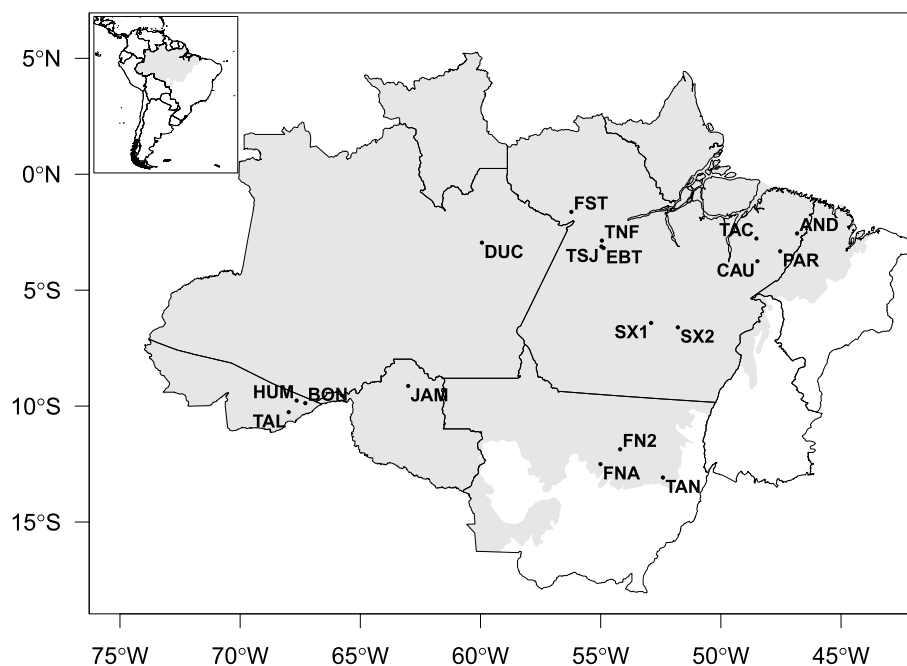 5°N
0°N
5°S
10°S
15°S
FST
TNF
TAC
AND
DUC
TSJ
EBT
PAR
CAU
SX1
SX2
HUM
BON
JAM
TAL
FN2
FNA
TAN
75°W
70°W
65°W
60°W
55°W
50°W
45°W